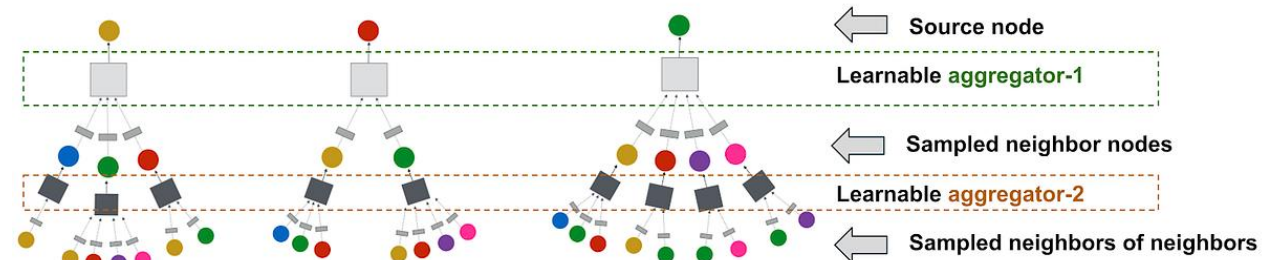 Source node
Learnable aggregator-1
Sampled neighbor nodes
Learnable aggregator-2
Sampled neighbors of neighbors